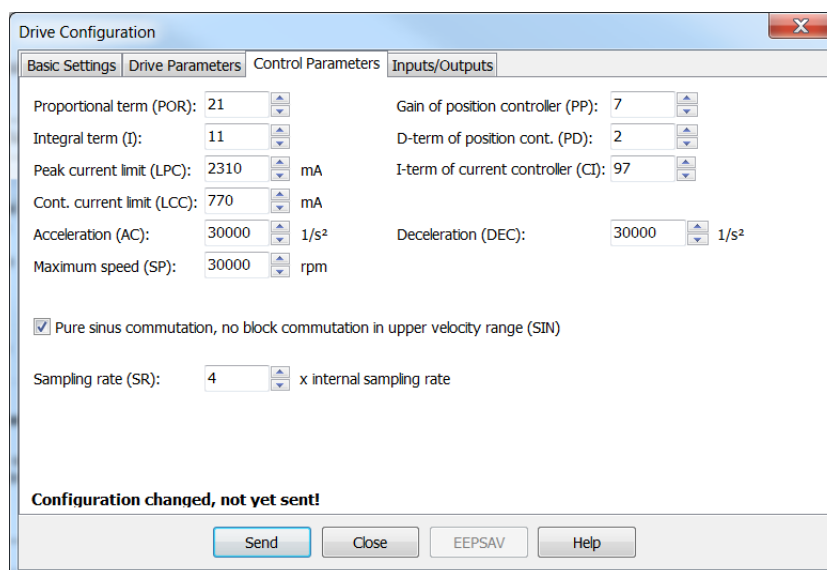 Drive Configuration
Basic Settings Drive Parameters Control Parameters Inputs/Outputs
Proportional term (POR): 21 Gain of position controller (PP): 7
Integral term (I): 11 D-term of position cont. (PD): 2
Peak current limit (LPC): 2310 mA I-term of current controller (CI): 97
Cont. current limit (LCC): 770 mA
Acceleration (AC): 30000 1/s² Deceleration (DEC): 30000 1/s²
Maximum speed (SP): 30000 rpm
Pure sinus commutation, no block commutation in upper velocity range (SIN)
Sampling rate (SR): 4 x internal sampling rate
Configuration changed, not yet sent!
Send Close EEPSAV Help